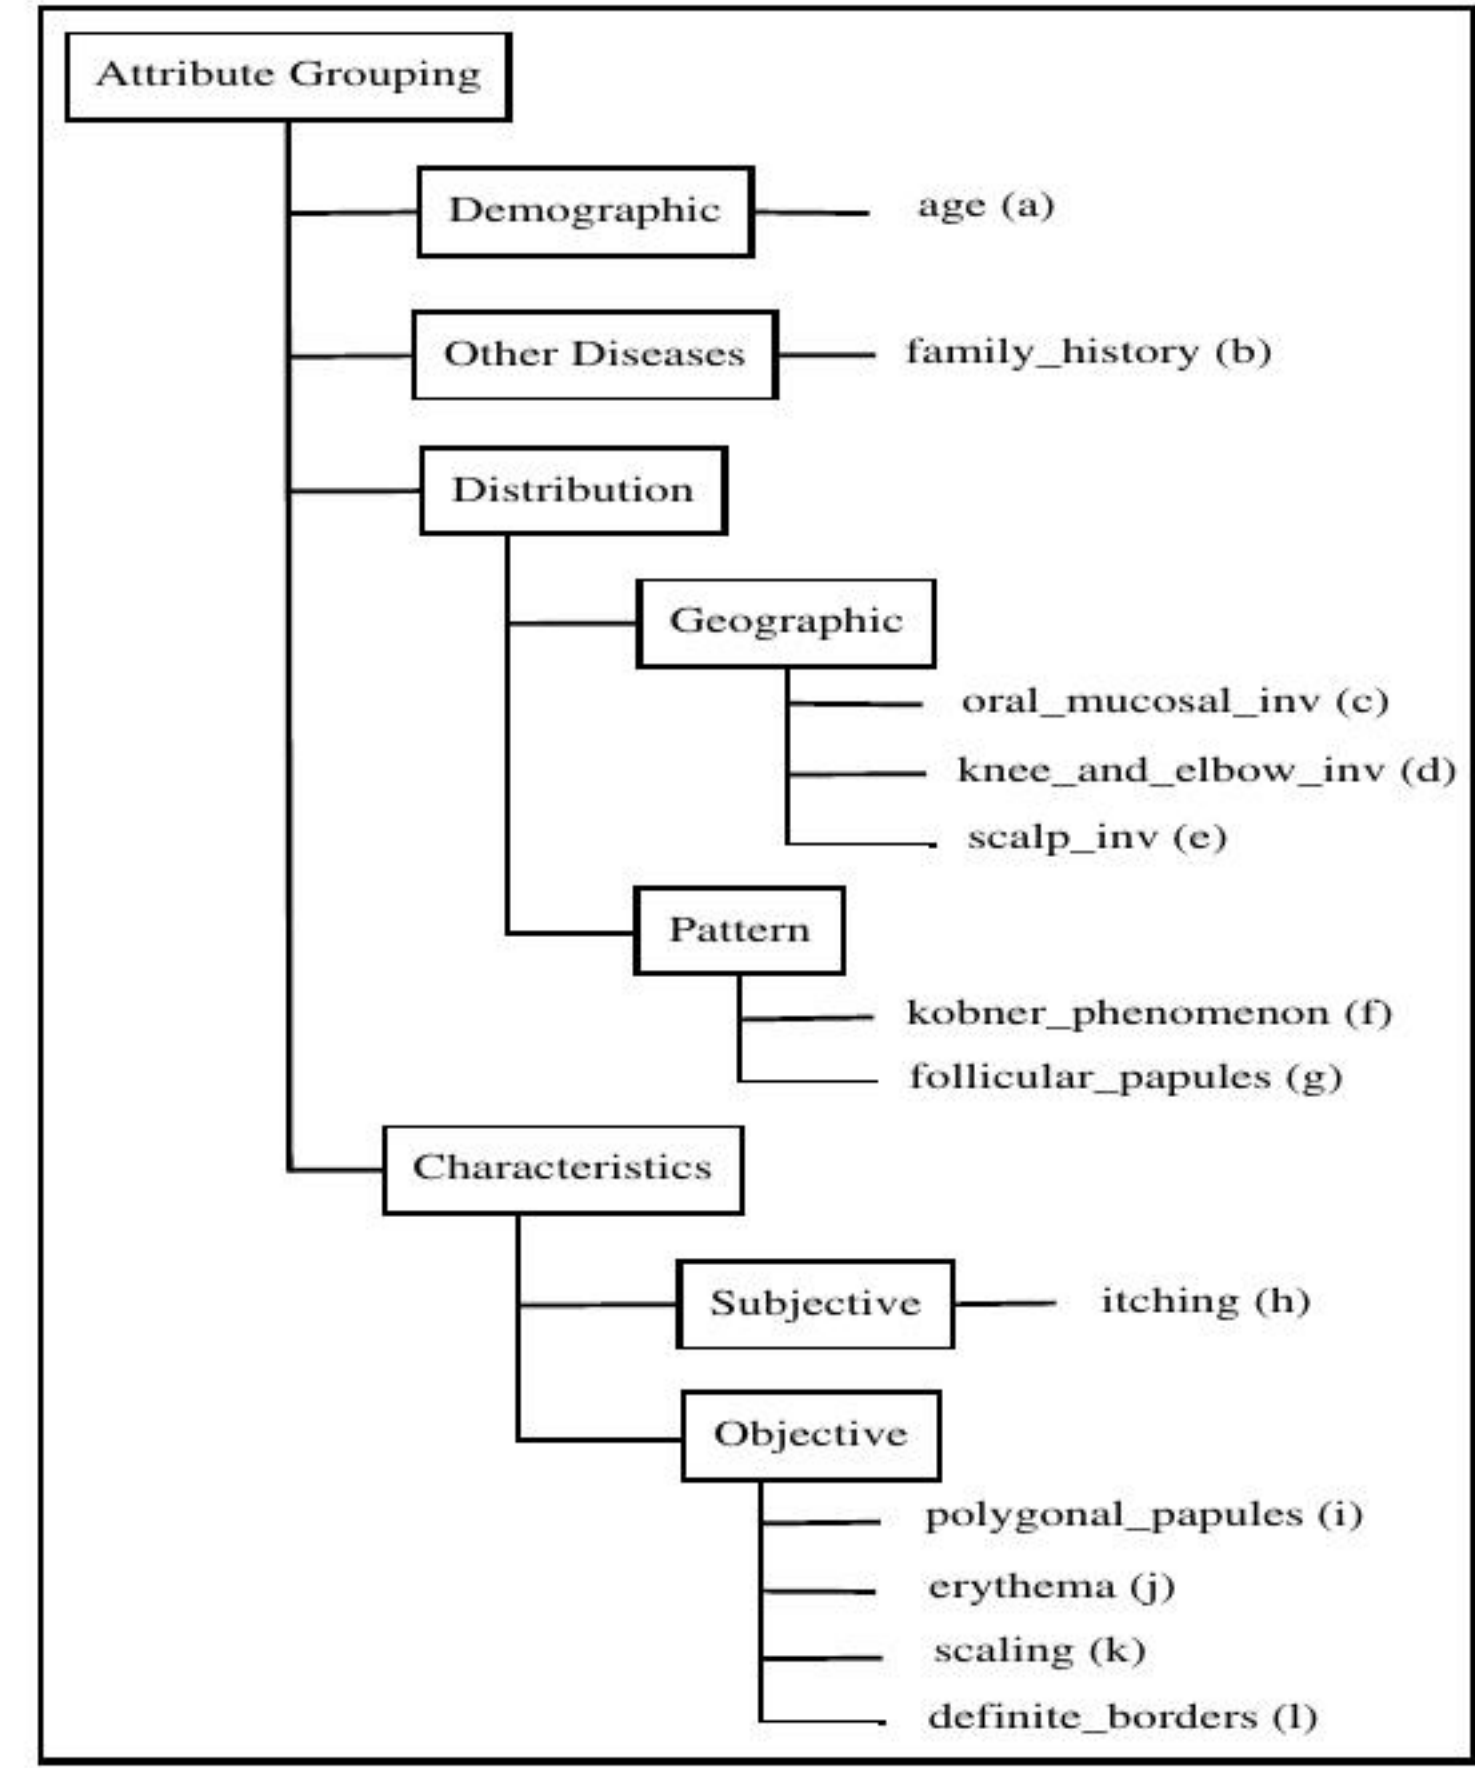 Attribute Grouping
Demographic
age (a)
Other Diseases
family_history (b)
Distribution
Geographic
oral_mucosal_inv (c)
knee_and_elbow_inv (d)
scalp_inv (e)
Pattern
kobner_phenomenon (f)
follicular_papules (g)
Characteristics
Subjective
itching (h)
Objective
polygonal_papules (i)
erythema (j)
scaling (k)
definite_borders (l)